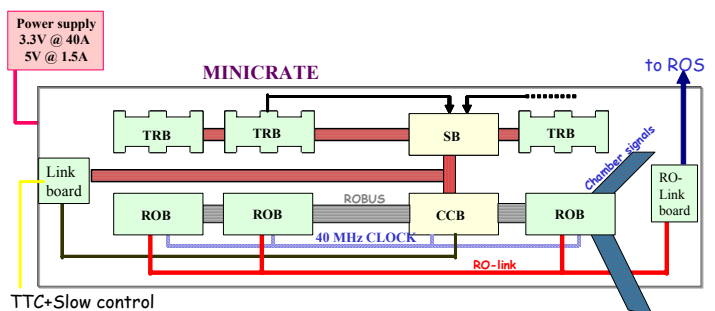 Power supply
3.3V @ 40A
5V @ 1.5A
MINICRATE
to ROS
TRB
TRB
SB
TRB
Chamber signals
Link
board
RO-
Link
board
ROBUS
ROB
ROB
CCB
ROB
40 MHz CLOCK
RO-link
TTC+Slow control